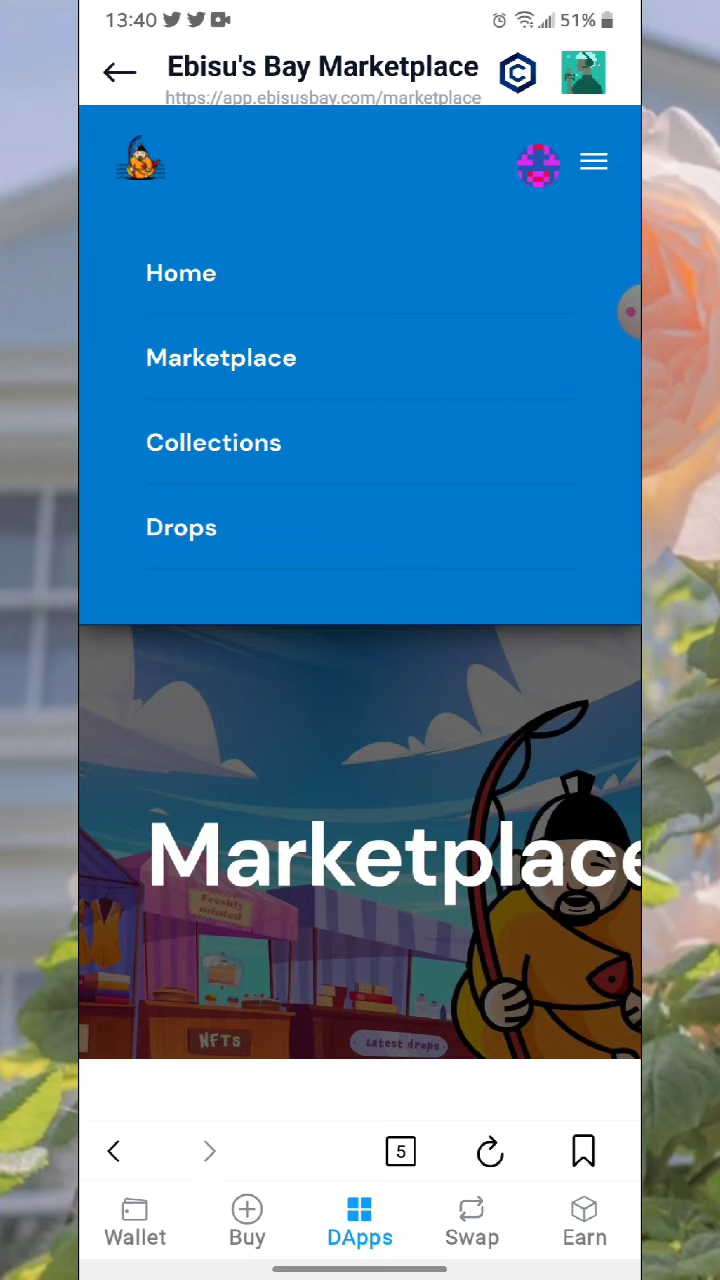 13:40
51%
Ebisu's Bay Marketplace
https://app.ebisusbay.com/marketplace
Home
Marketplace
Collections
Drops
Marketplace
Freshly
minted
NFTs
Latest drops
5
Wallet
Buy
DApps
Swap
Earn